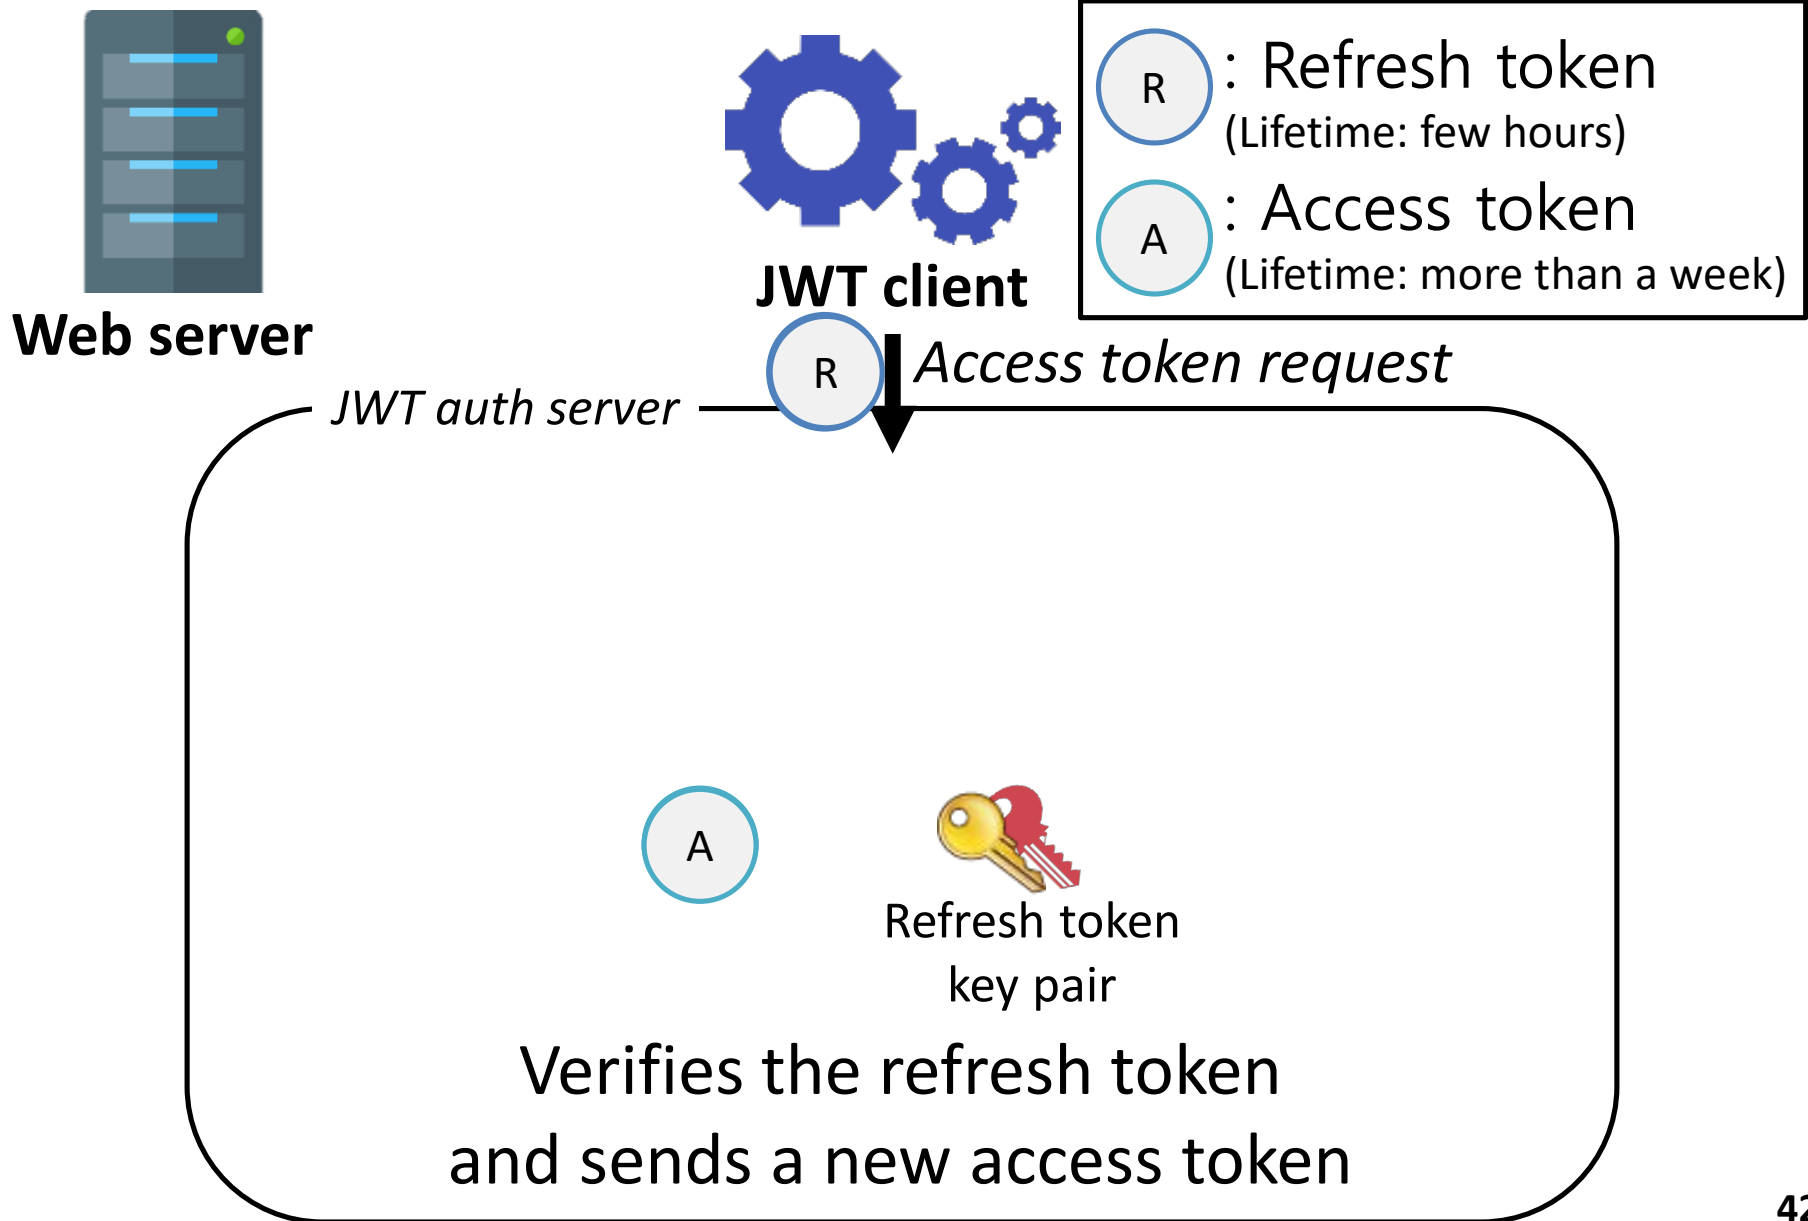 R : Refresh token
(Lifetime: few hours)
A : Access token
(Lifetime: more than a week)
JWT client
Web server
R Access token request
JWT auth server
A
Refresh token
key pair
Verifies the refresh token
and sends a new access token
42